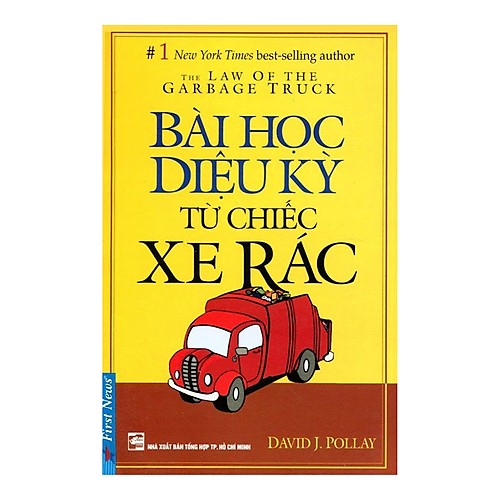 # 1 New York Times best-selling author
THE LAW OF THE
GARBAGE TRUCK
BÀI HỌC
DIỆU KỲ
TỪ CHIẾC
XE RÁC
First News
NHÀ XUẤT BẢN TỔNG HỢP TP. HỒ CHÍ MINH
DAVID J. POLLAY